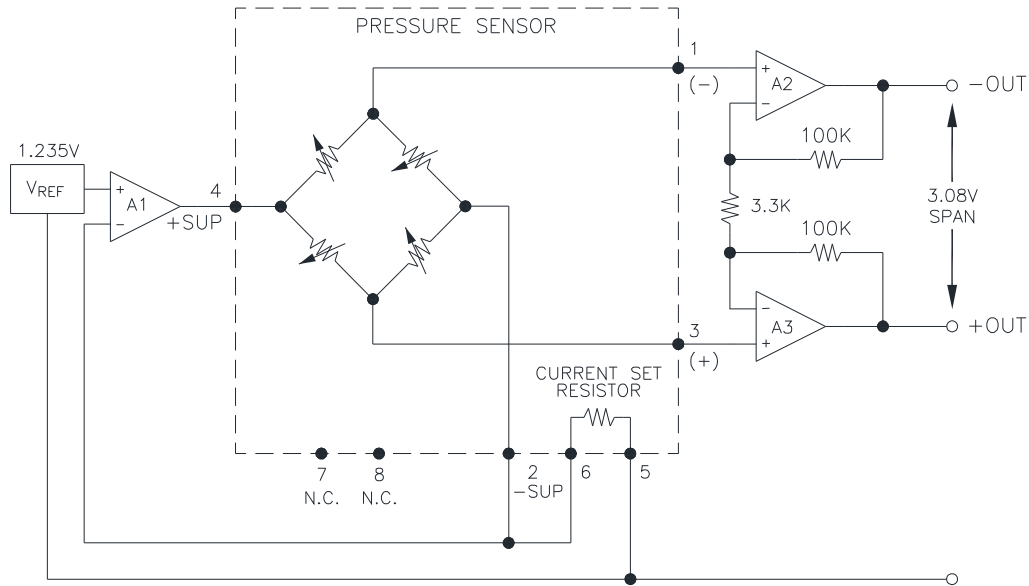 PRESSURE SENSOR
1
(−)
+
A2
−
−OUT
100K
1.235V
VREF
+
A1
−
4
+SUP
3.3K
3.08V
SPAN
100K
−
A3
+
+OUT
3
(+)
CURRENT SET
RESISTOR
7
N.C.
8
N.C.
2
−SUP
6
5